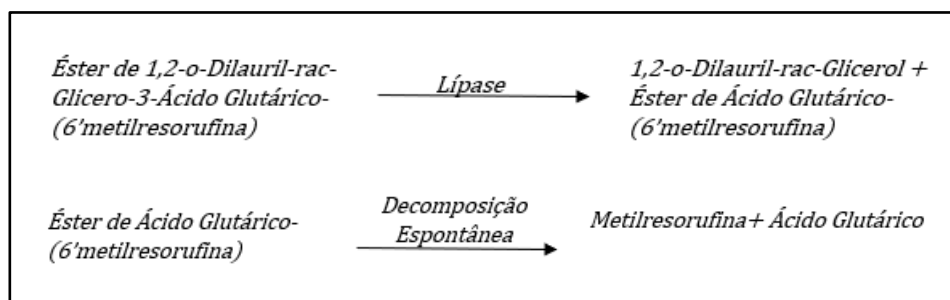 Éster de 1,2-o-Dilauril-rac-
Glicero-3-Ácido Glutárico-
(6'metilresorufina)
Lípase
1,2-o-Dilauril-rac-Glicerol +
Éster de Ácido Glutárico-
(6'metilresorufina)
Éster de Ácido Glutárico-
(6'metilresorufina)
Decomposição
Espontânea
Metilresorufina+ Ácido Glutárico